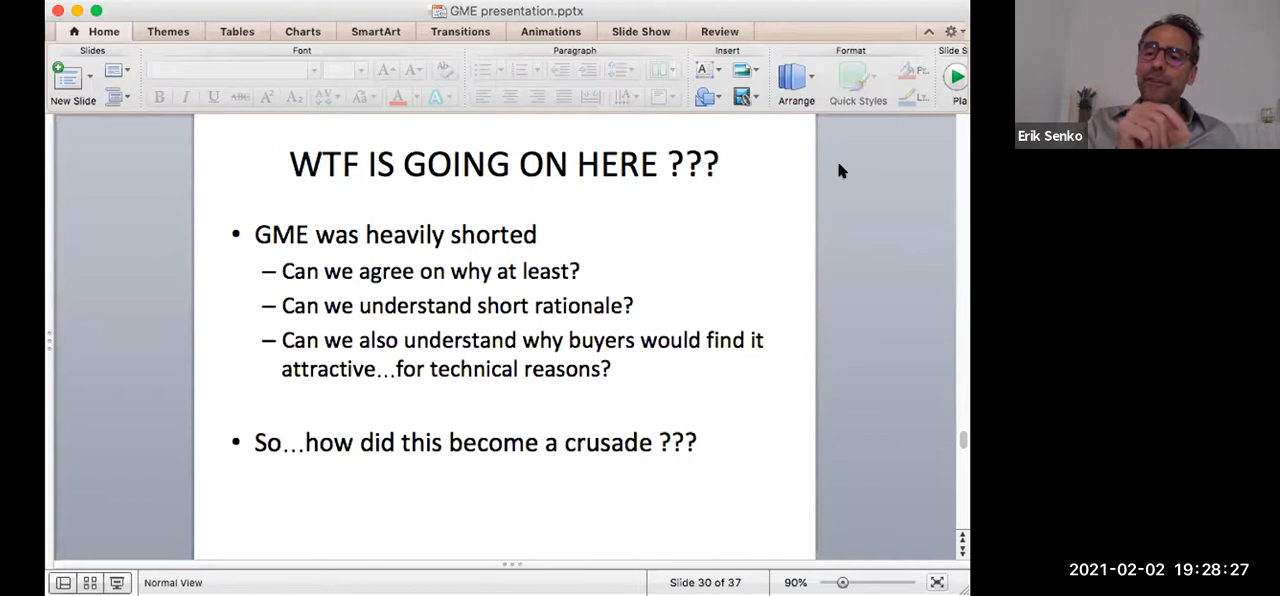 GME presentation.pptx
Home Themes Tables Charts SmartArt Transitions Animations Slide Show Review
Slides Font Paragraph Insert Format Slide S
New Slide Arrange Quick Styles Pla
Erik Senko
WTF IS GOING ON HERE ???
• GME was heavily shorted
– Can we agree on why at least?
– Can we understand short rationale?
– Can we also understand why buyers would find it
attractive...for technical reasons?
• So...how did this become a crusade ???
2021-02-02 19:28:27
Normal View Slide 30 of 37 90%